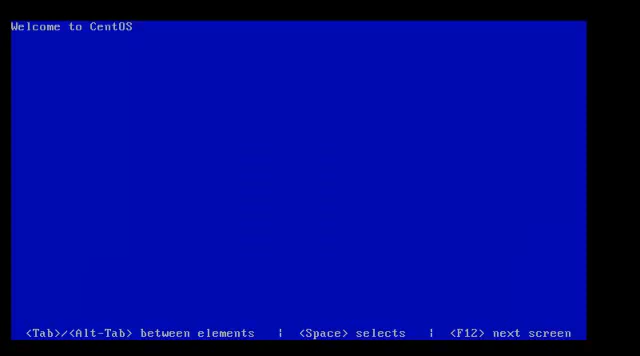 Welcome to CentOS
<Tab>/<Alt-Tab> between elements | <Space> selects | <F12> next screen